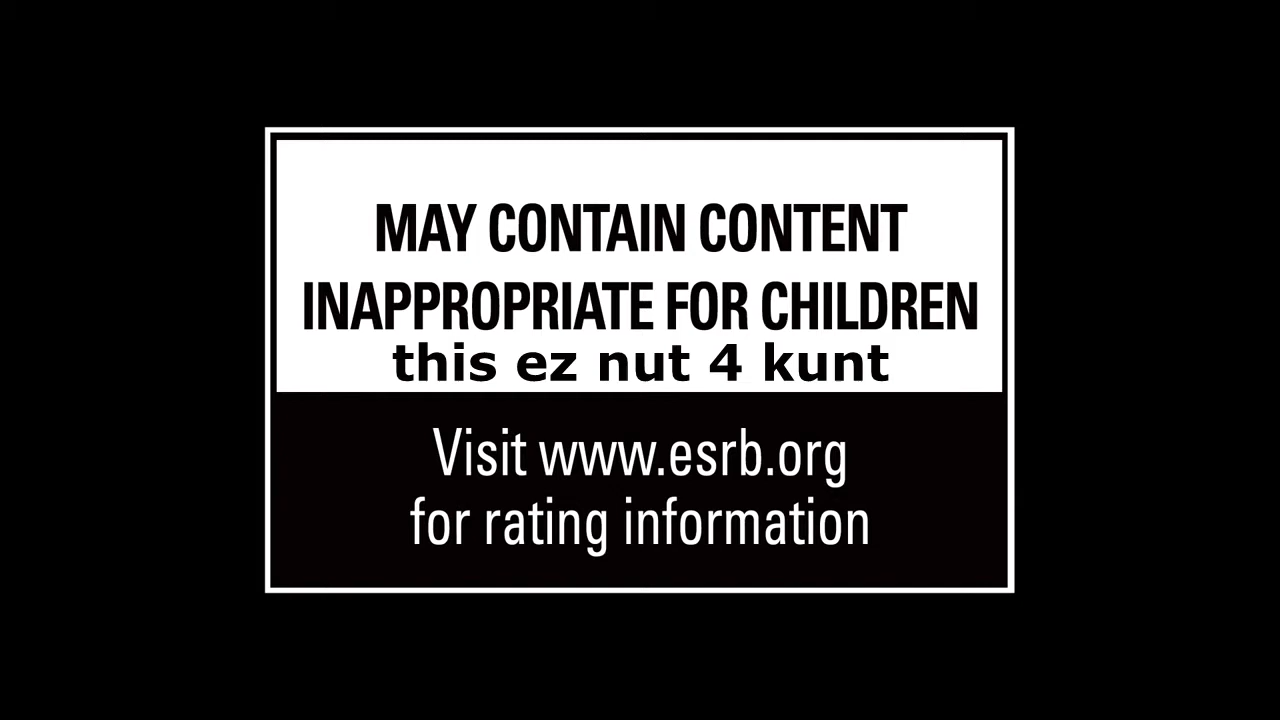 MAY CONTAIN CONTENT
INAPPROPRIATE FOR CHILDREN
this ez nut 4 kunt
Visit www.esrb.org
for rating information